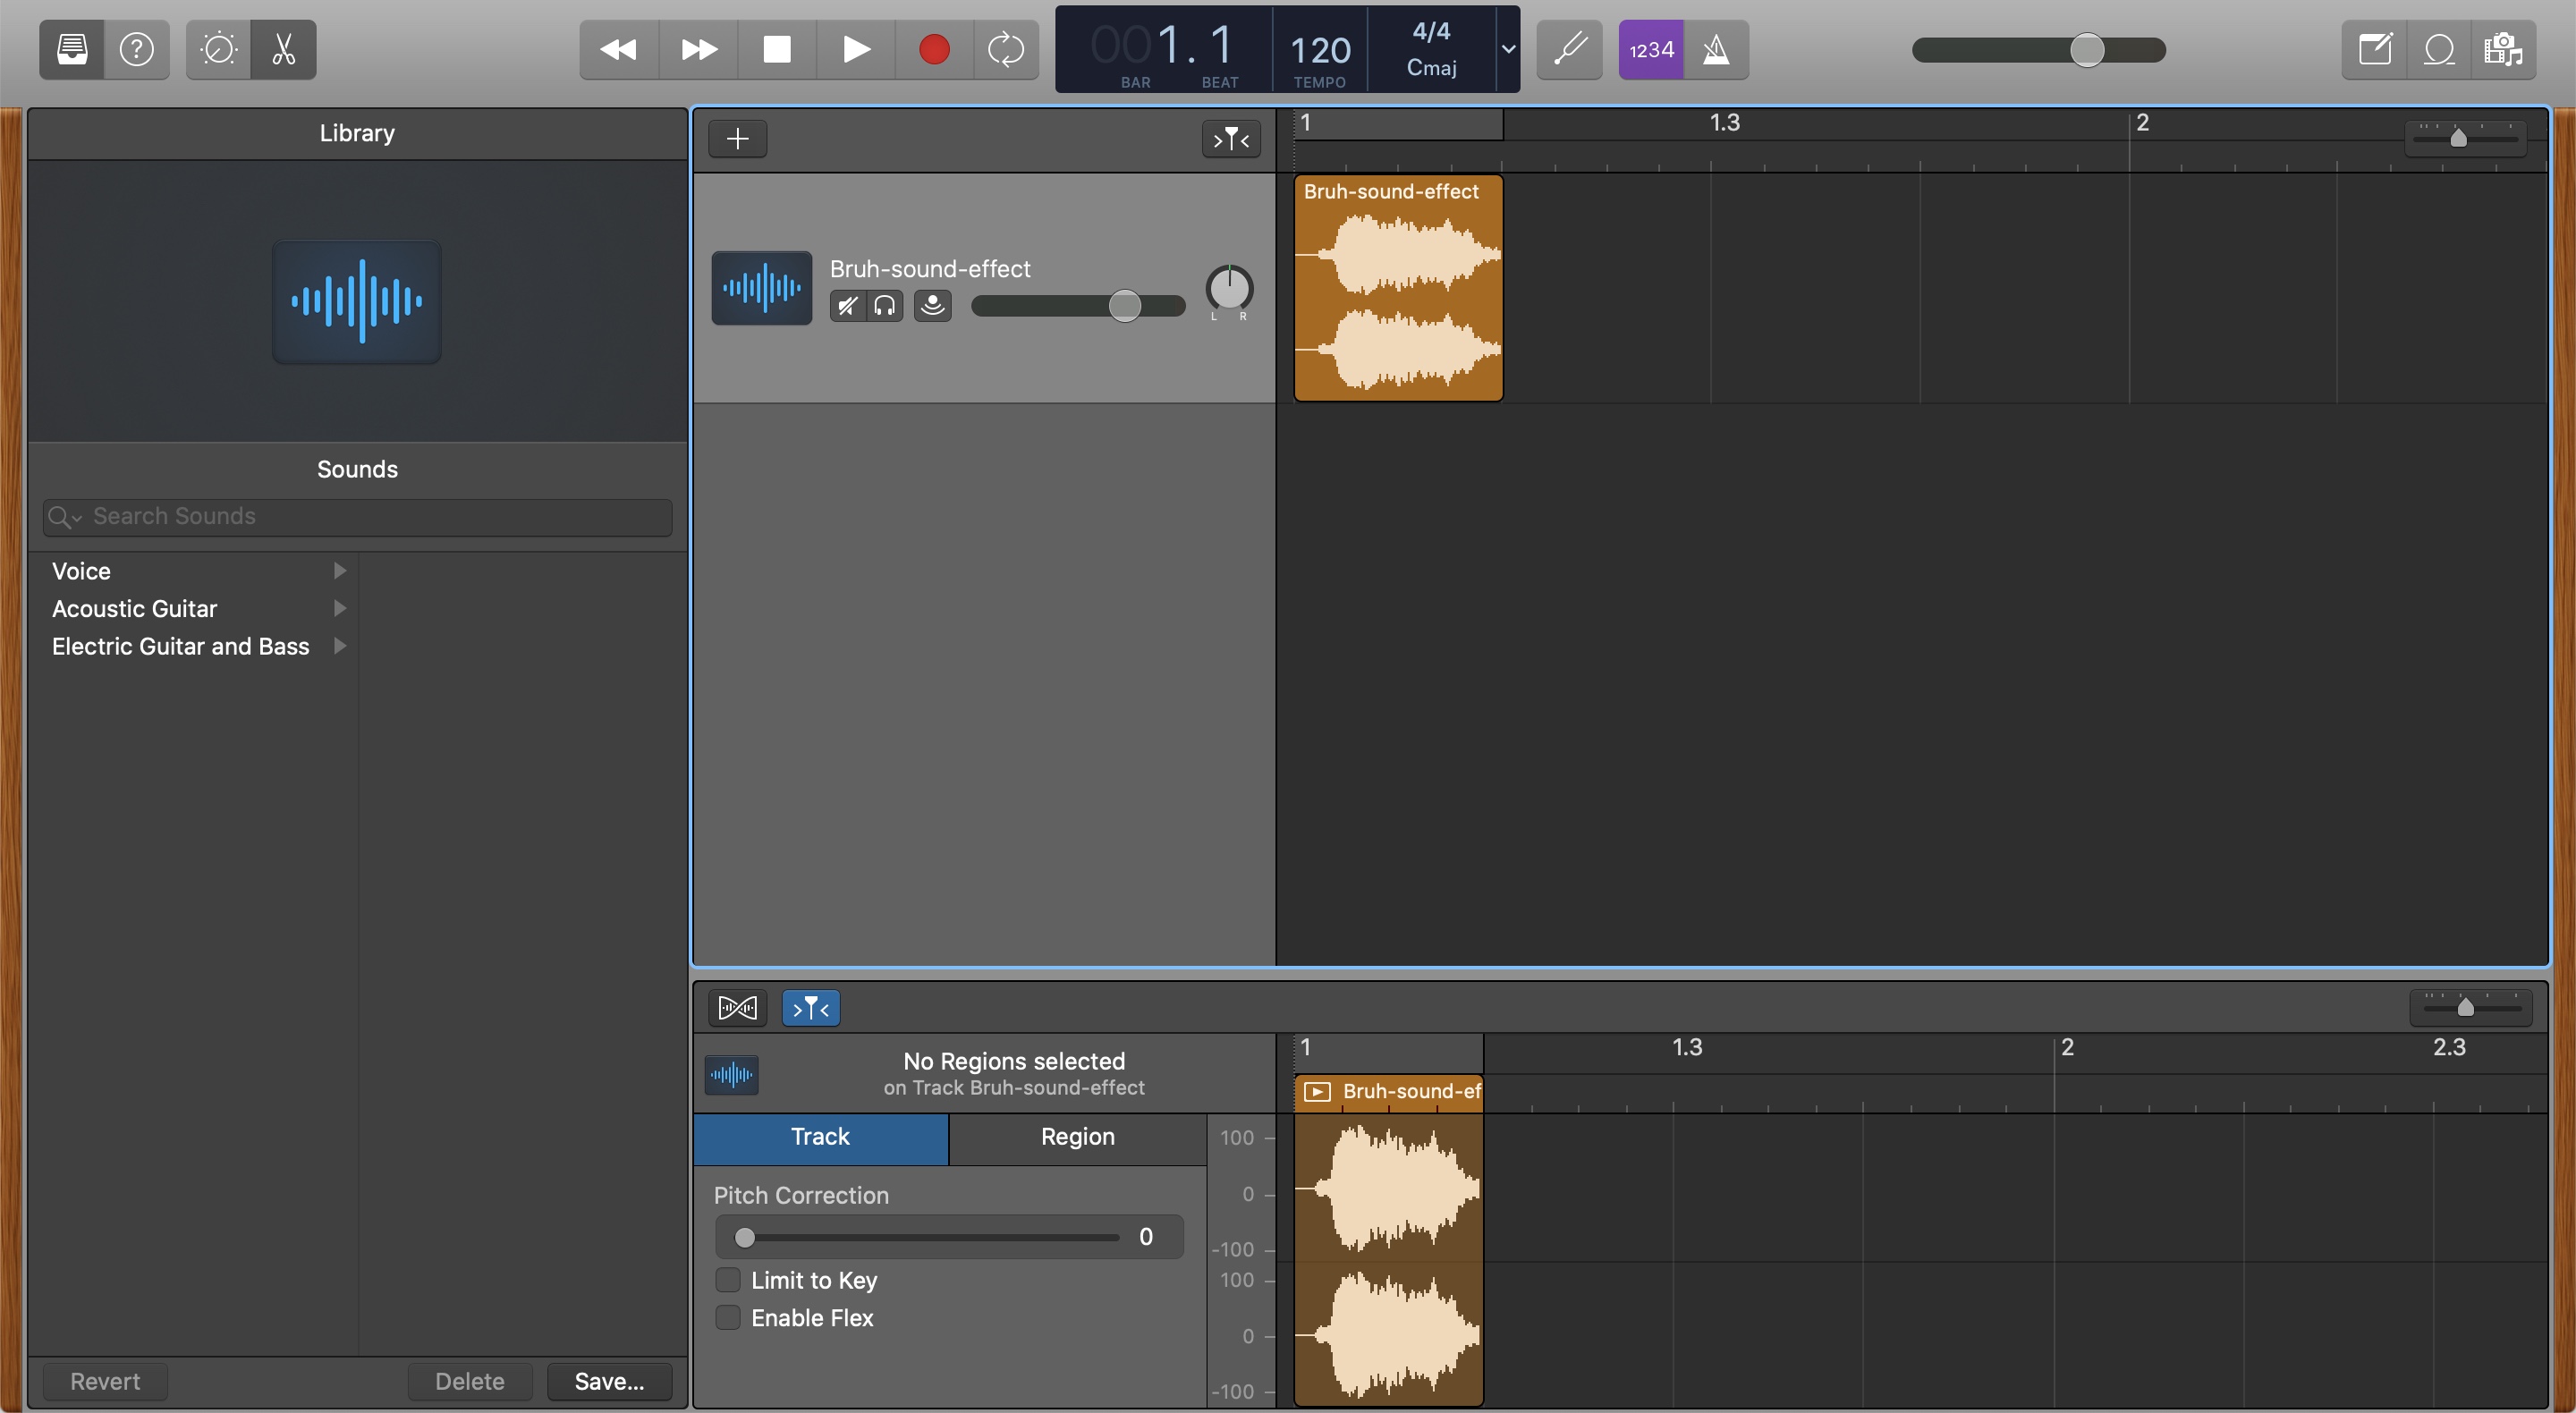 001. 1
BAR
BEAT
120
TEMPO
4/4
Cmaj
1234
Library
Sounds
Search Sounds
Voice
Acoustic Guitar
Electric Guitar and Bass
Revert
Delete
Save...
1
1.3
2
Bruh-sound-effect
Bruh-sound-effect
L R
No Regions selected
on Track Bruh-sound-effect
Track
Region
Pitch Correction
0
Limit to Key
Enable Flex
1
1.3
2
2.3
Bruh-sound-ef
100
0
-100
100
0
-100